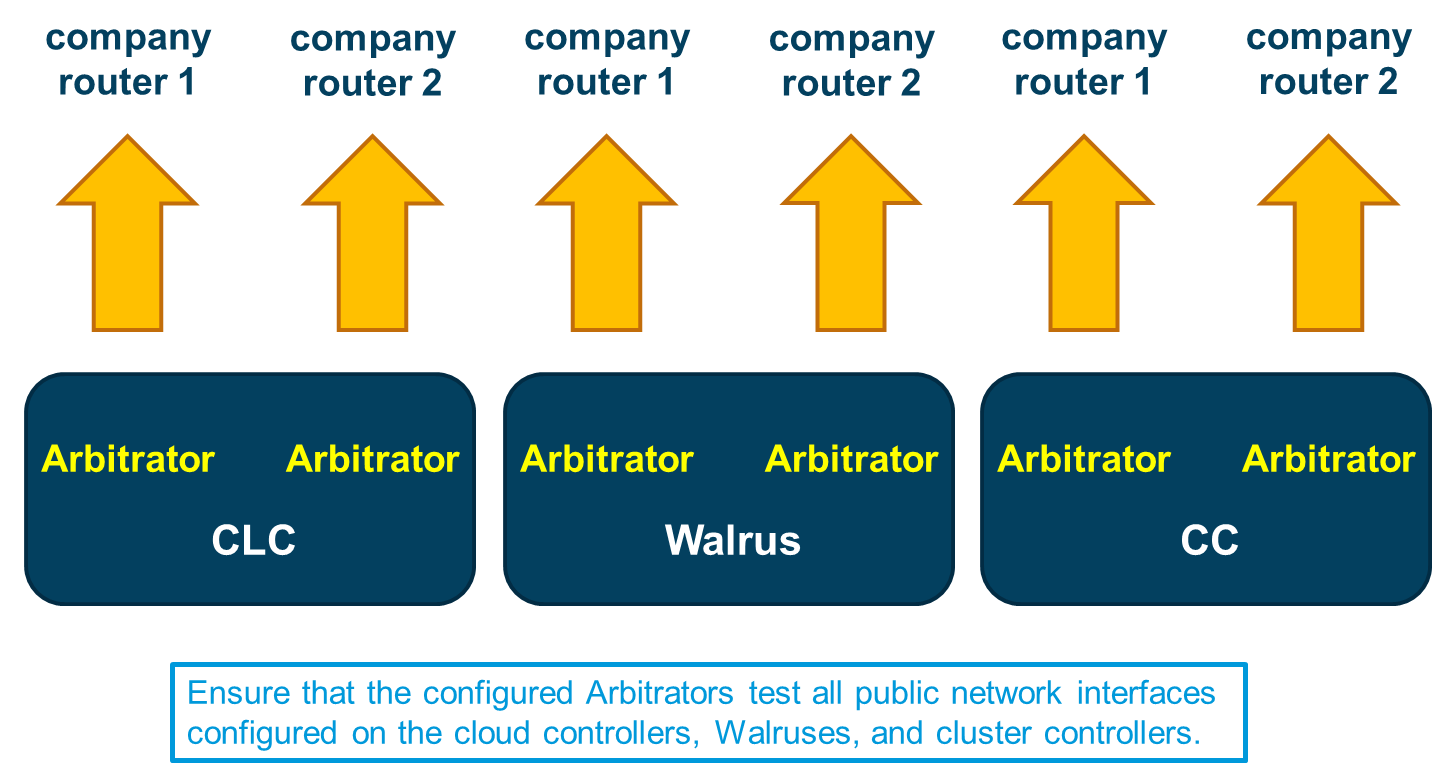 company
router 1
company
router 2
company
router 1
company
router 2
company
router 1
company
router 2
Arbitrator
Arbitrator
CLC
Arbitrator
Arbitrator
Walrus
Arbitrator
Arbitrator
CC
Ensure that the configured Arbitrators test all public network interfaces
configured on the cloud controllers, Walruses, and cluster controllers.